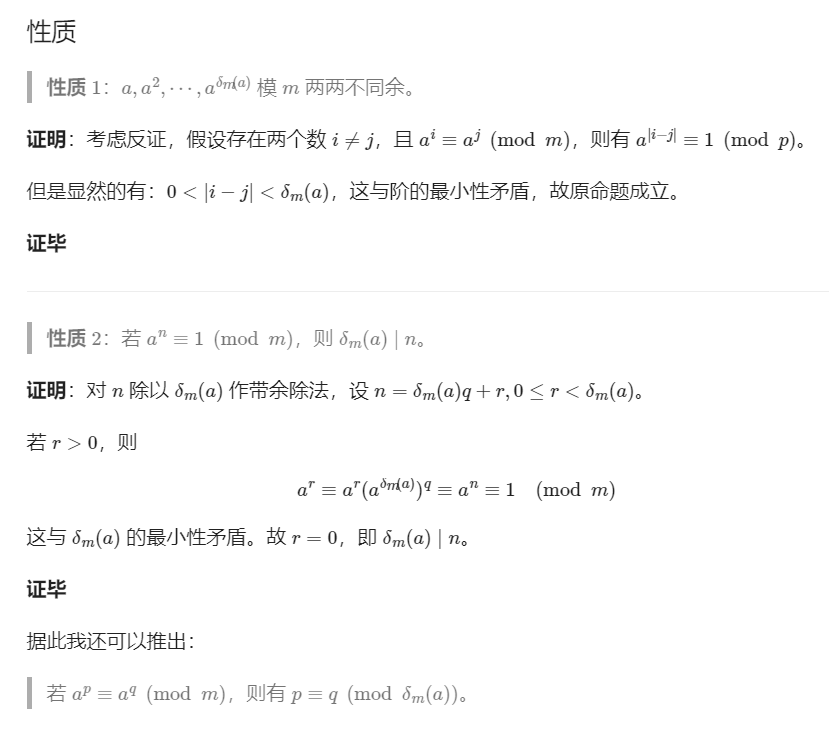 性质
性质 1：$a, a^2, \cdots, a^{\delta_m(a)}$ 模 $m$ 两两不同余。
证明：考虑反证，假设存在两个数 $i \neq j$，且 $a^i \equiv a^j \pmod m$，则有 $a^{|i-j|} \equiv 1 \pmod p$。
但是显然的有：$0 < |i - j| < \delta_m(a)$，这与阶的最小性矛盾，故原命题成立。
证毕
性质 2：若 $a^n \equiv 1 \pmod m$，则 $\delta_m(a) \mid n$。
证明：对 $n$ 除以 $\delta_m(a)$ 作带余除法，设 $n = \delta_m(a)q + r, 0 \leq r < \delta_m(a)$。
若 $r > 0$，则
$a^r \equiv a^r(a^{\delta_m(a)})^q \equiv a^n \equiv 1 \pmod m$
这与 $\delta_m(a)$ 的最小性矛盾。故 $r = 0$，即 $\delta_m(a) \mid n$。
证毕
据此我还可以推出：
若 $a^p \equiv a^q \pmod m$，则有 $p \equiv q \pmod{\delta_m(a)}$。